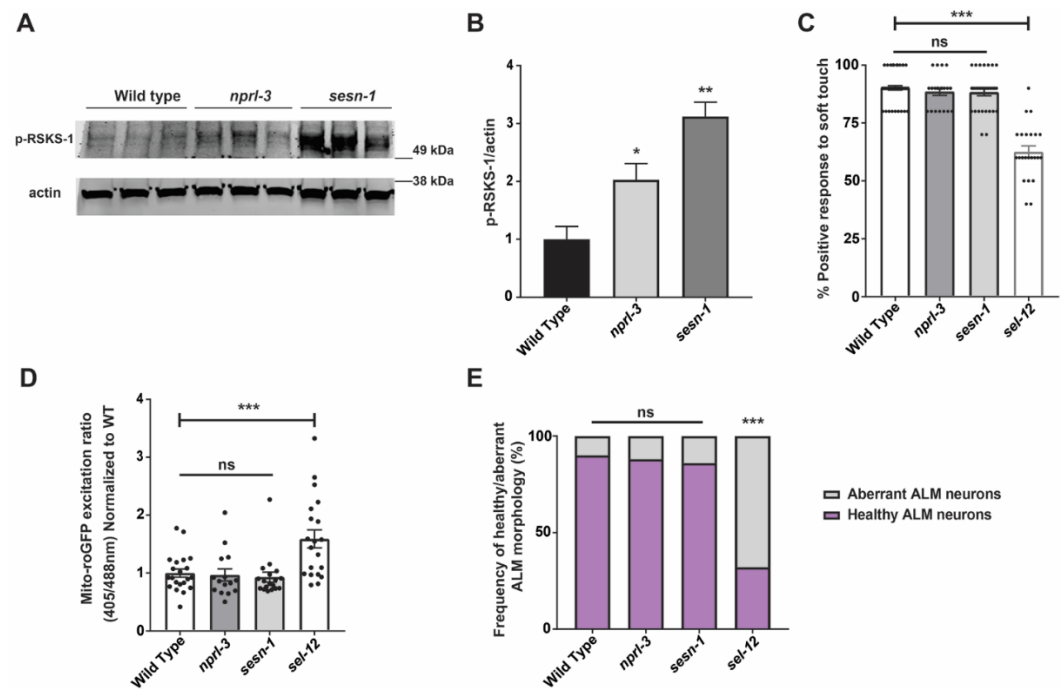 A
Wild type
nprl-3
sesn-1
p-RSKS-1
49 kDa
38 kDa
actin
B
p-RSKS-1/actin
4
3
2
1
0
*
**
Wild Type
nprl-3
sesn-1
C
% Positive response to soft touch
100
75
50
25
0
***
ns
Wild Type
nprl-3
sesn-1
sel-12
D
Mito-roGFP excitation ratio
(405/488nm) Normalized to WT
4
3
2
1
0
***
ns
Wild Type
nprl-3
sesn-1
sel-12
E
Frequency of healthy/aberrant
ALM morphology (%)
100
50
0
ns
***
Wild Type
nprl-3
sesn-1
sel-12
Aberrant ALM neurons
Healthy ALM neurons